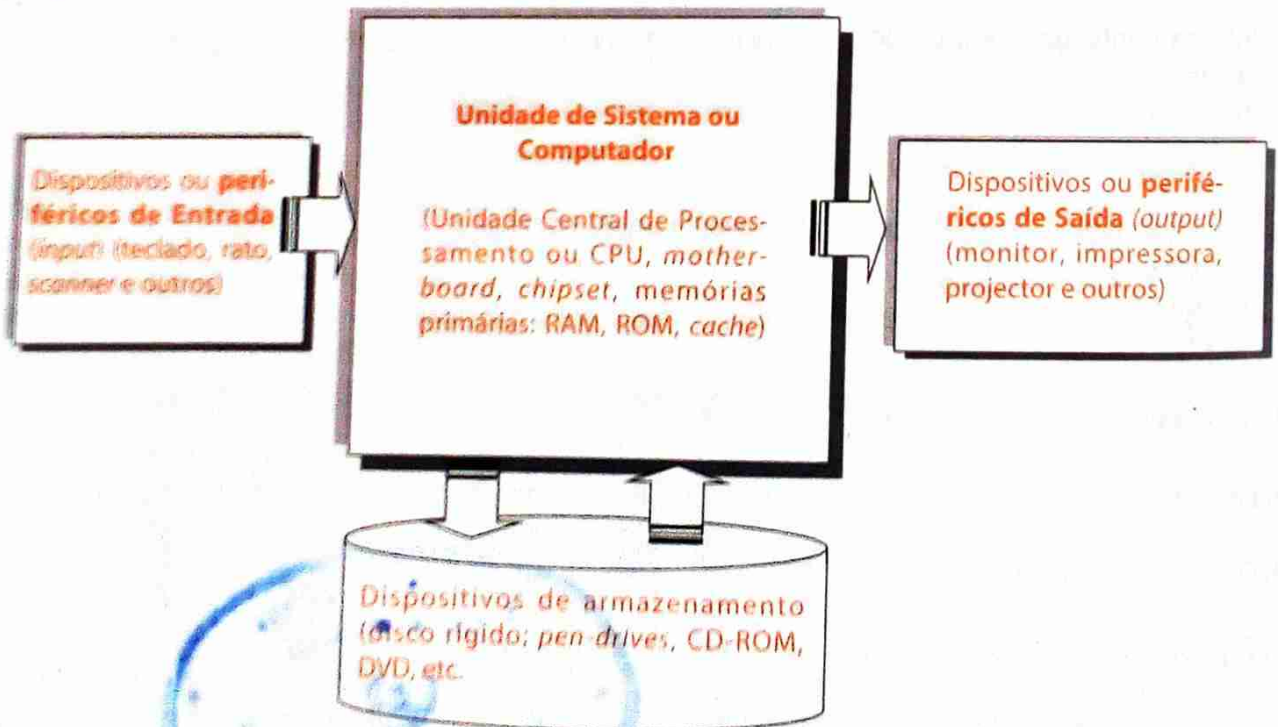 Dispositivos ou peri-
féricos de Entrada
(input) (teclado, rato,
scanner e outros)
Unidade de Sistema ou
Computador
(Unidade Central de Proces-
samento ou CPU, mother-
board, chipset, memórias
primárias: RAM, ROM, cache)
Dispositivos ou perifé-
ricos de Saída (output)
(monitor, impressora,
projector e outros)
Dispositivos de armazenamento
(disco rígido; pen-drives, CD-ROM,
DVD, etc.